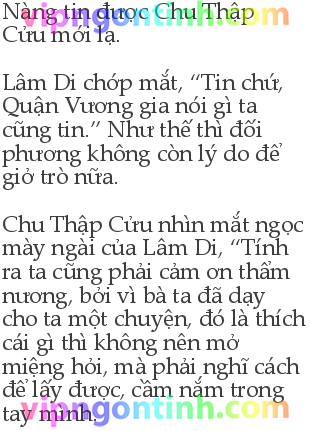 Nàng tin được Chu Thập
Cửu mới lạ.
vipngontinh.com
Lâm Di chớp mắt, “Tin chứ,
Quận Vương gia nói gì ta
cũng tin.” Như thế thì đối
phương không còn lý do để
giở trò nữa.
Chu Thập Cửu nhìn mắt ngọc
mày ngài của Lâm Di, “Tính
ra ta cũng phải cảm ơn thẩm
nương, bởi vì bà ta đã dạy
cho ta một chuyện, đó là thích
cái gì thì không nên mở
miệng hỏi, mà phải nghĩ cách
để lấy được, cầm nắm trong
tay mình.
vipngontinh.com